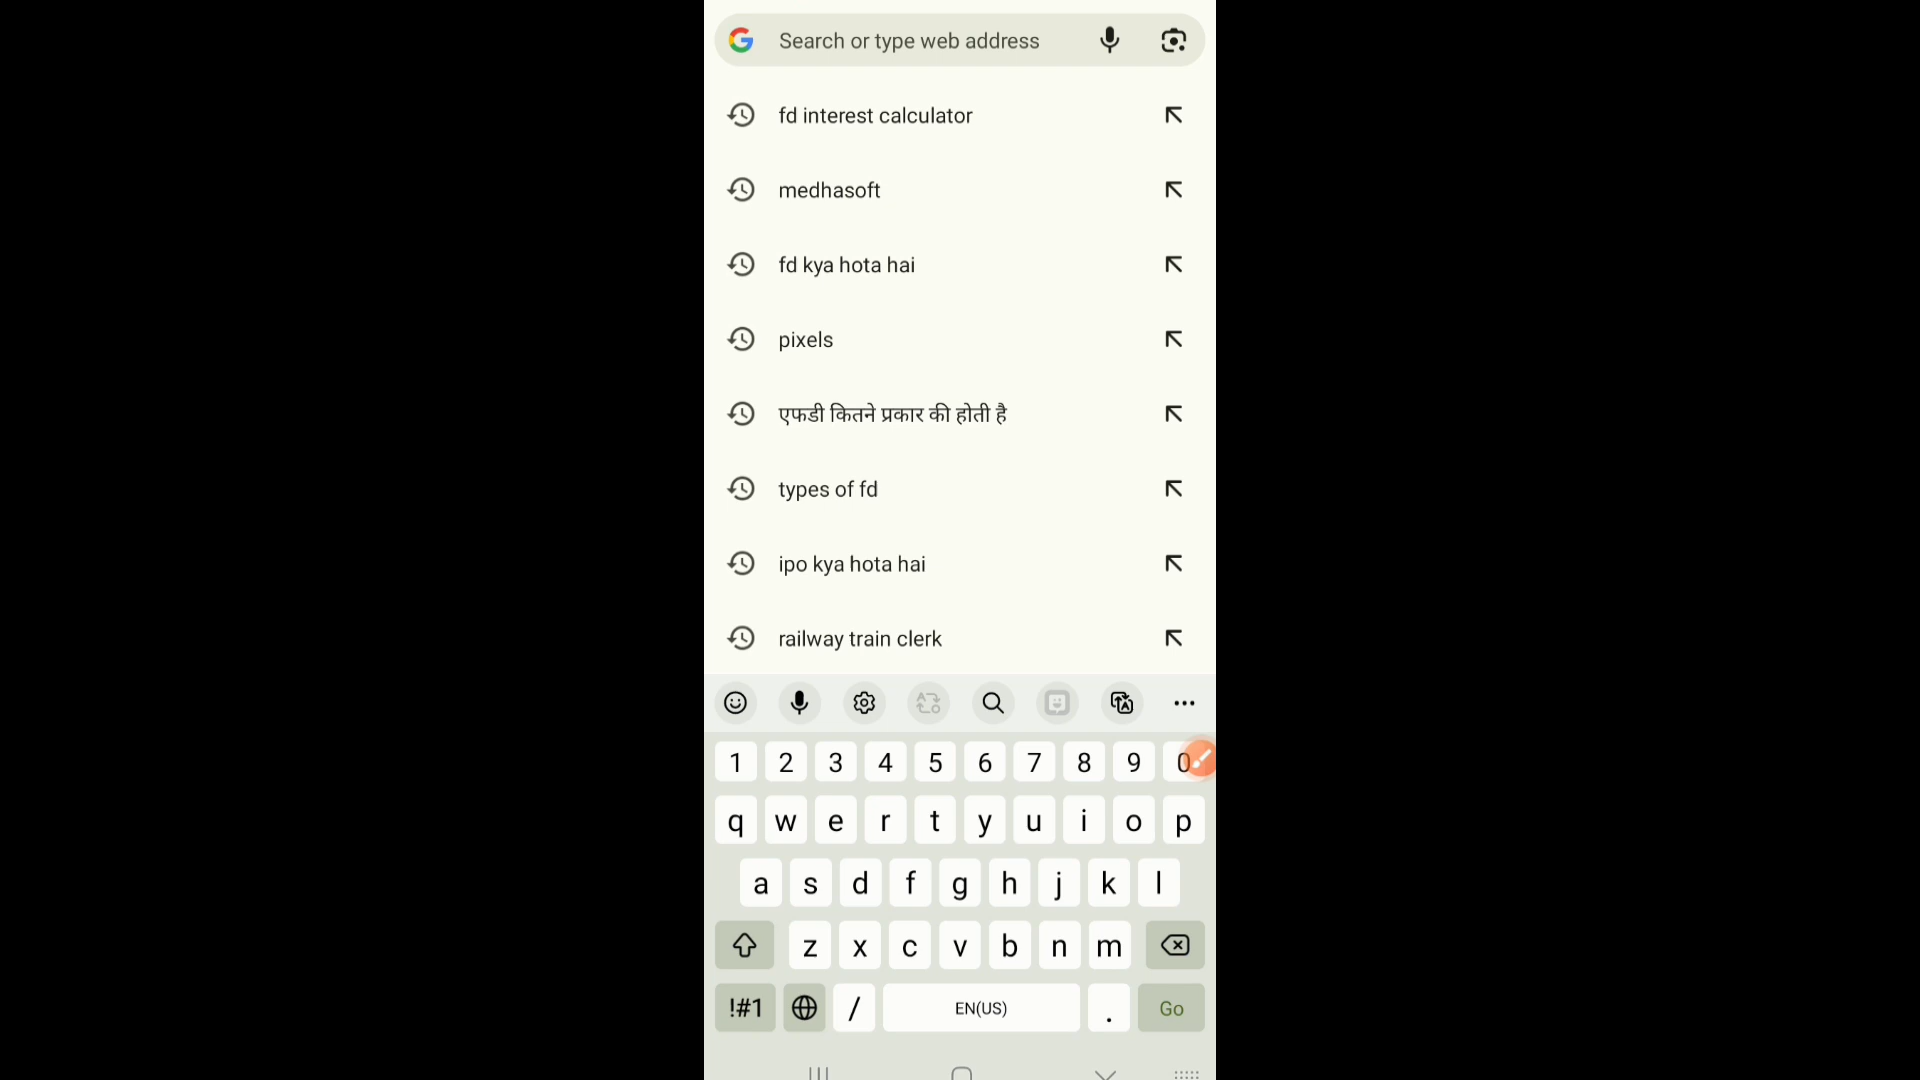 Search or type web address
fd interest calculator
medhasoft
fd kya hota hai
pixels
एफडी कितने प्रकार की होती है
types of fd
ipo kya hota hai
railway train clerk
1 2 3 4 5 6 7 8 9 0
q w e r t y u i o p
a s d f g h j k l
z x c v b n m
!#1 / EN(US) . Go